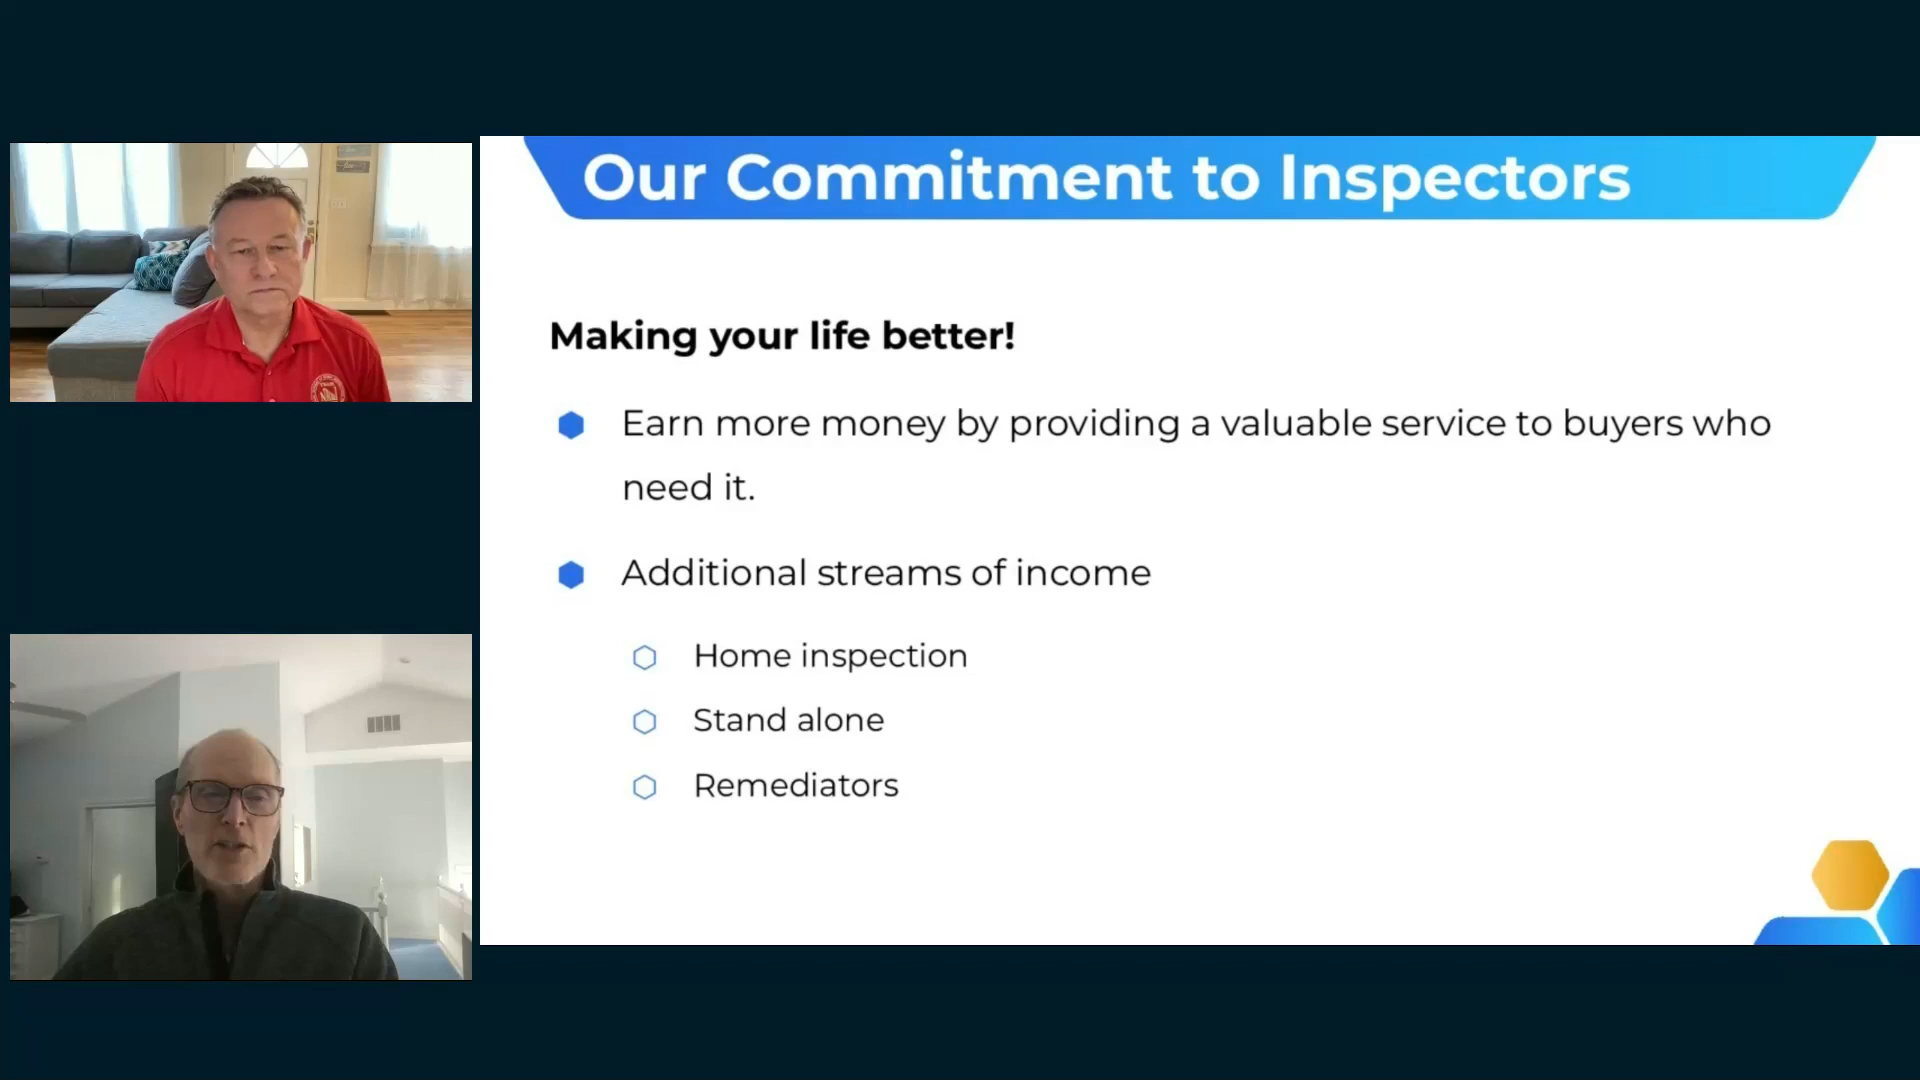 Our Commitment to Inspectors
Making your life better!
Earn more money by providing a valuable service to buyers who
need it.
Additional streams of income
Home inspection
Stand alone
Remediators